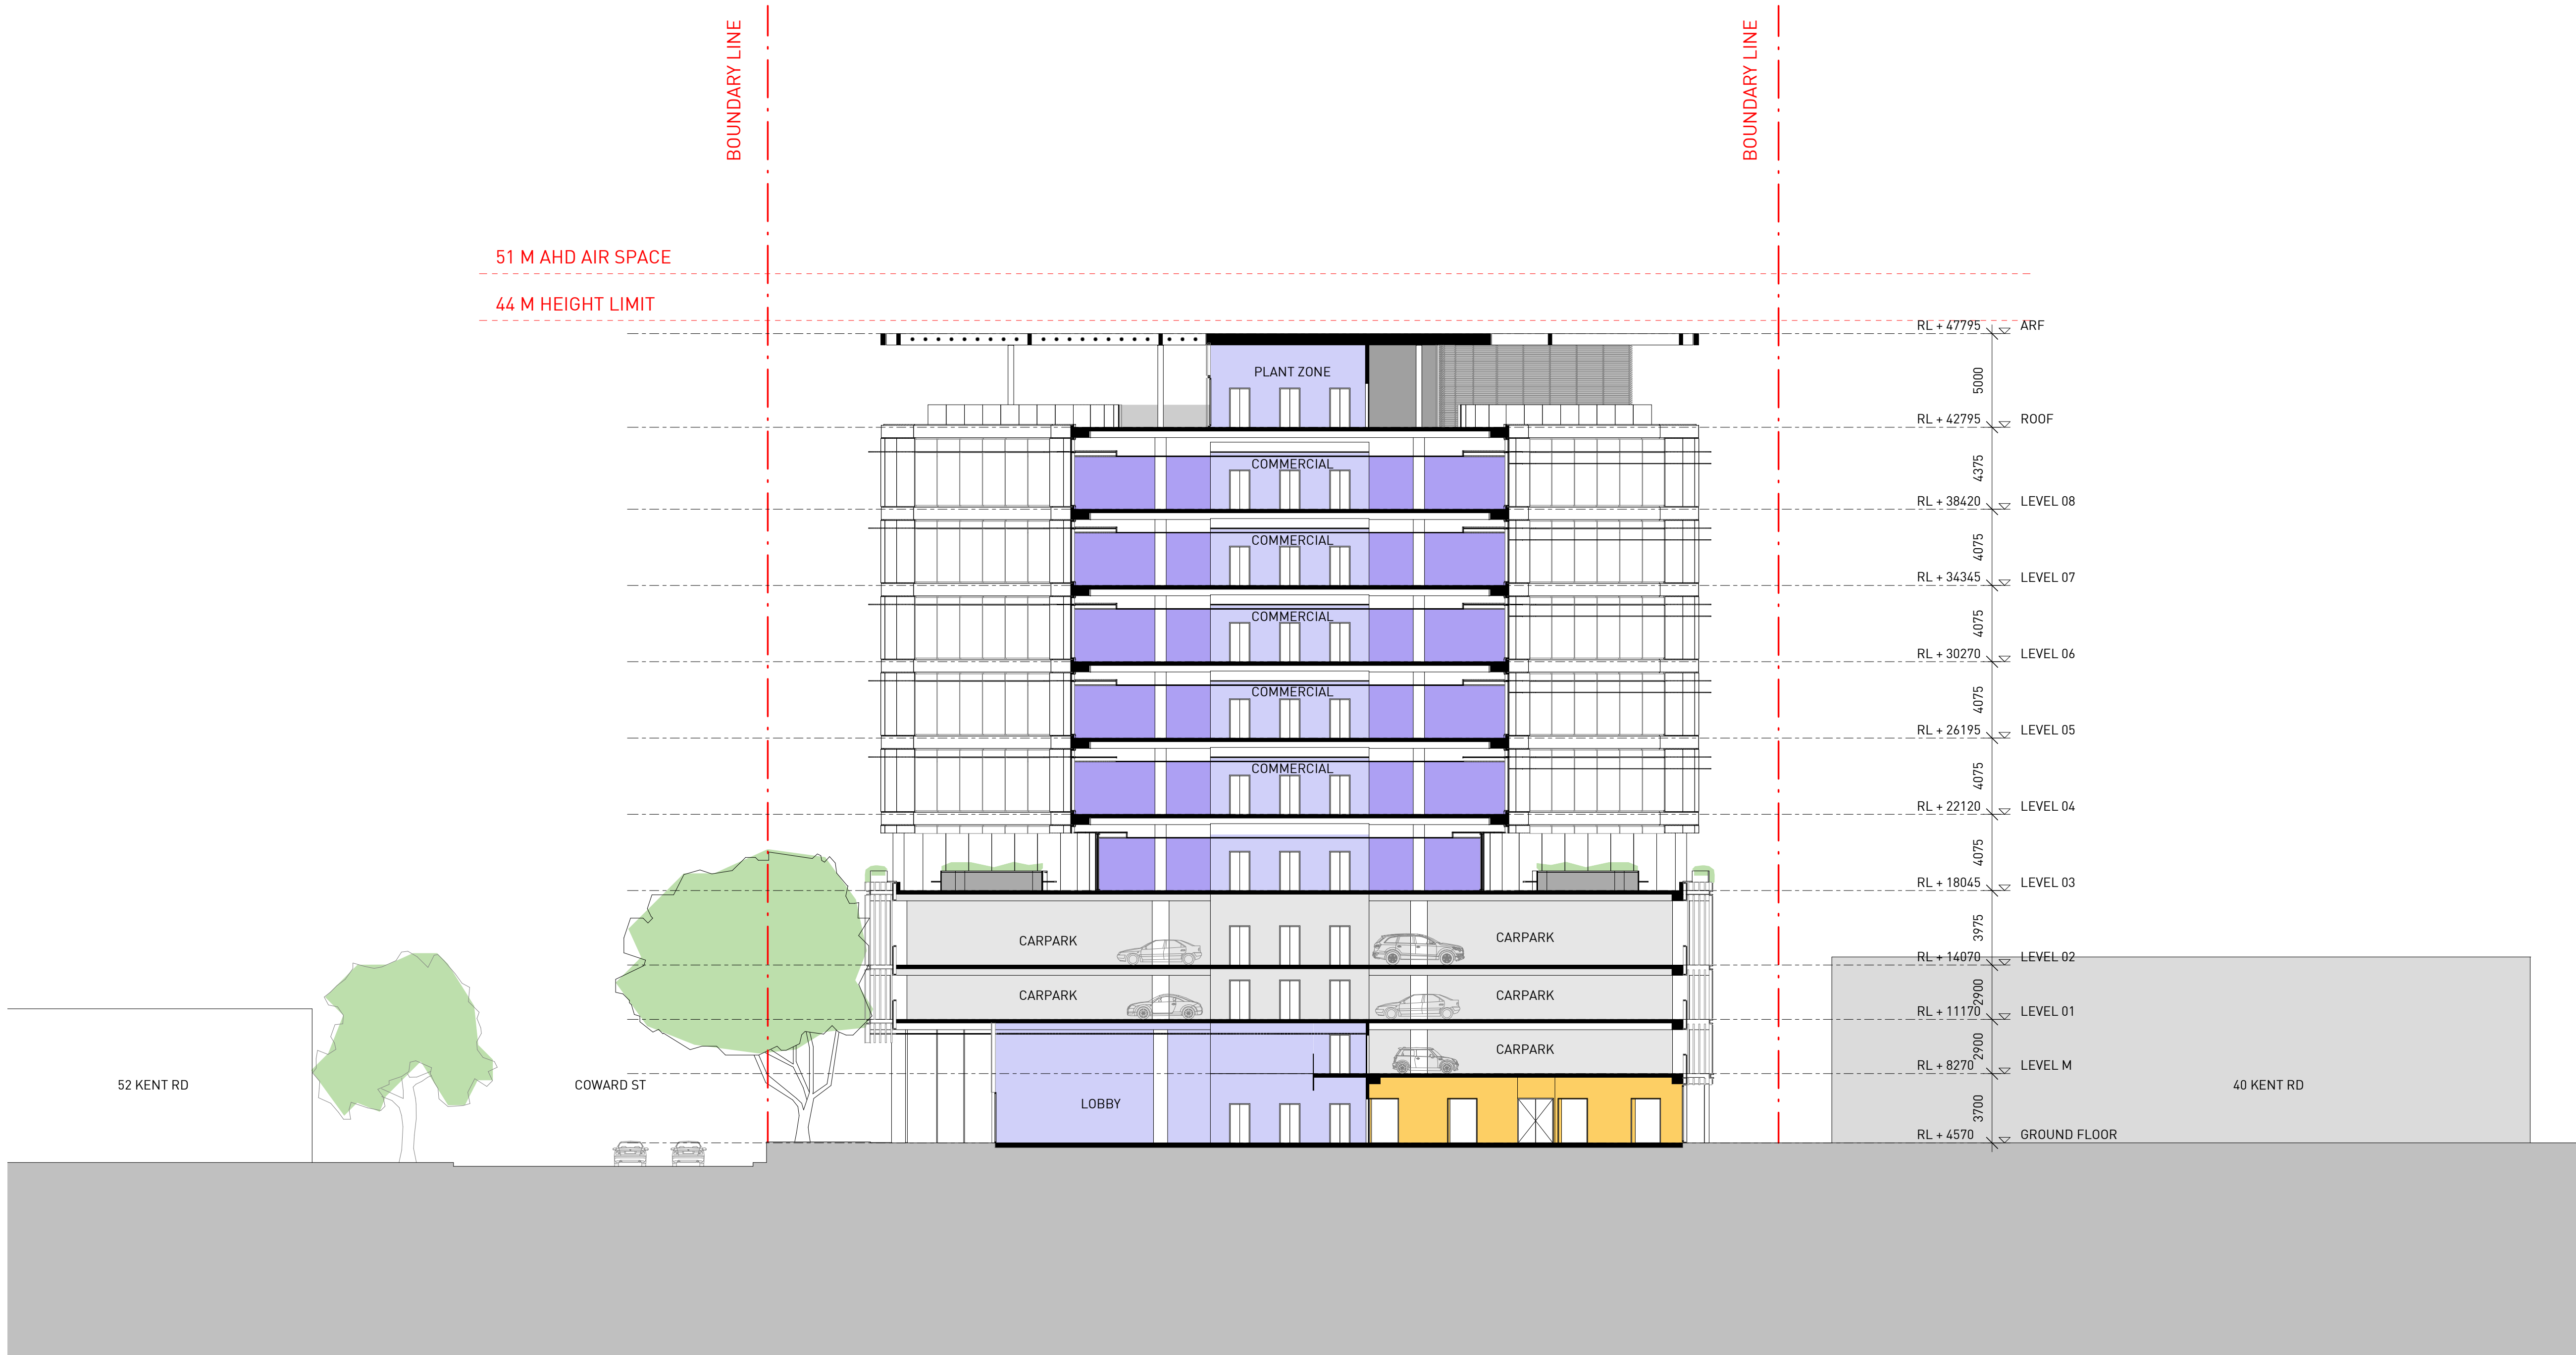 BOUNDARY LINE
BOUNDARY LINE
51 M AHD AIR SPACE
44 M HEIGHT LIMIT
RL + 47795 ARF
PLANT ZONE
5000
RL + 42795 ROOF
COMMERCIAL
4375
RL + 38420 LEVEL 08
COMMERCIAL
4075
RL + 34345 LEVEL 07
COMMERCIAL
4075
RL + 30270 LEVEL 06
COMMERCIAL
4075
RL + 26195 LEVEL 05
COMMERCIAL
4075
RL + 22120 LEVEL 04
4075
RL + 18045 LEVEL 03
CARPARK
CARPARK
3975
RL + 14070 LEVEL 02
CARPARK
CARPARK
2900
RL + 11170 LEVEL 01
CARPARK
2900
RL + 8270 LEVEL M
52 KENT RD
COWARD ST
40 KENT RD
LOBBY
3700
RL + 4570 GROUND FLOOR